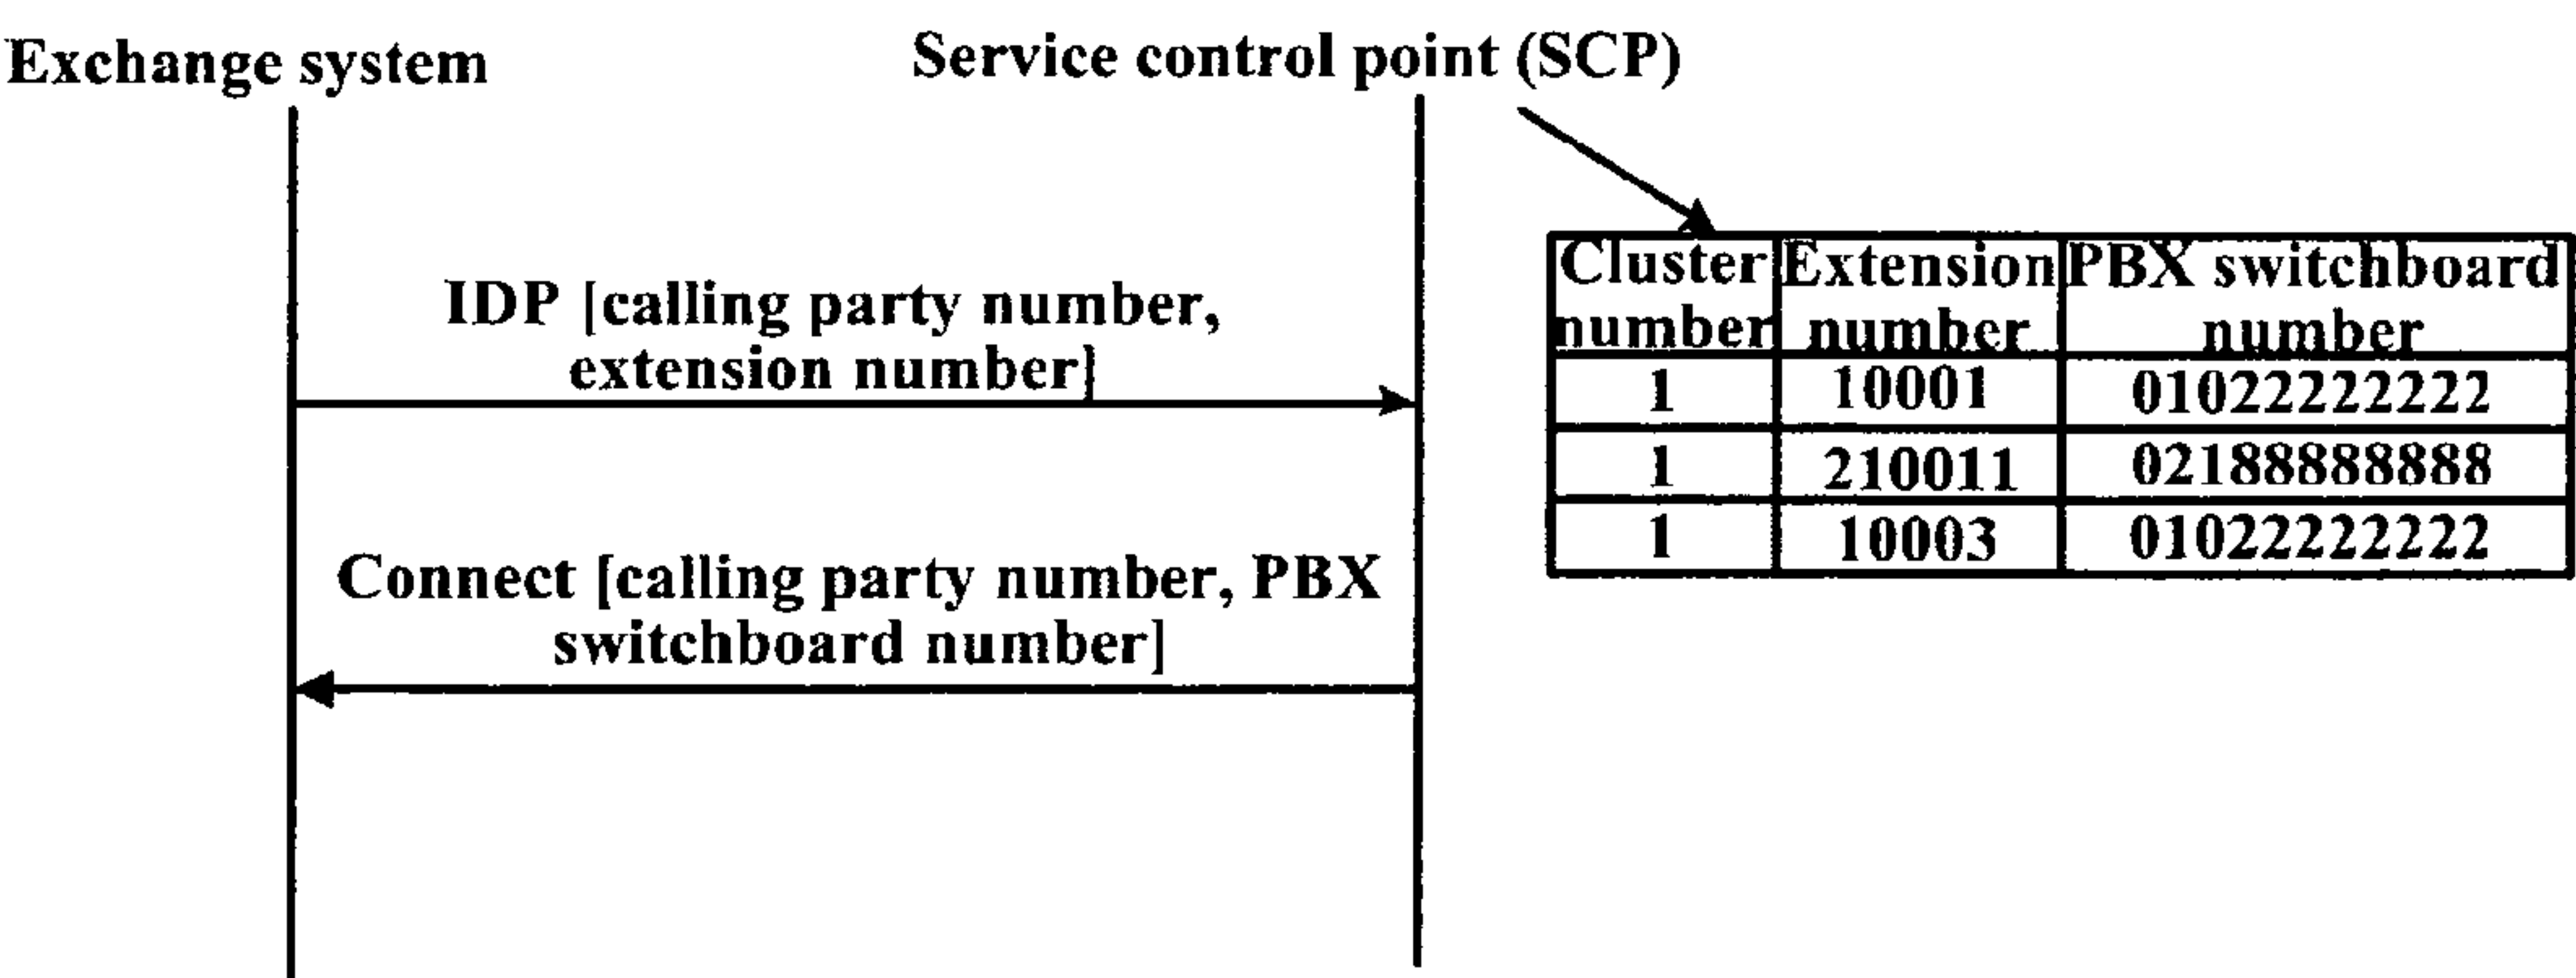 Exchange system
Service control point (SCP)
IDP [calling party number,
extension number]
Connect [calling party number, PBX
switchboard number]
Cluster number Extension number PBX switchboard number
1 10001 01022222222
1 210011 02188888888
1 10003 01022222222